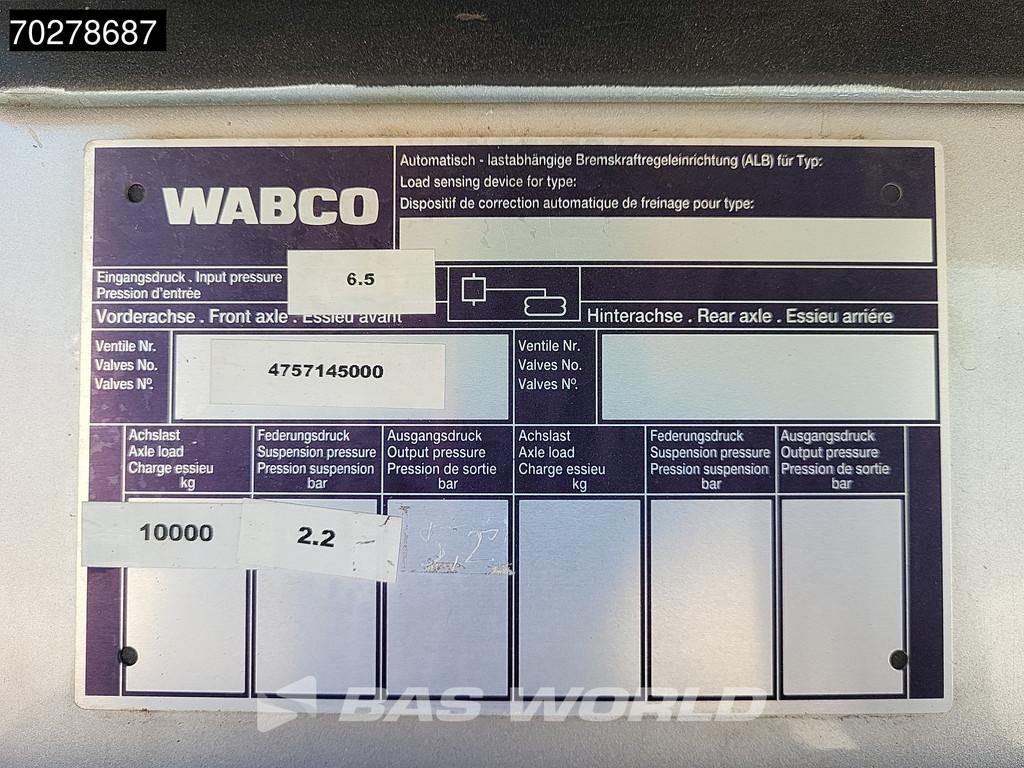 70278687
WABCO
Automatisch - lastabhängige Bremskraftregeleinrichtung (ALB) für Typ:
Load sensing device for type:
Dispositif de correction automatique de freinage pour type:
Eingangsdruck . Input pressure
Pression d'entrée
6.5
Vorderachse . Front axle . Essieu avant
Hinterachse . Rear axle . Essieu arriére
Ventile Nr.
Valves No.
Valves Nº.
4757145000
Ventile Nr.
Valves No.
Valves Nº.
Achslast
Axle load
Charge essieu
kg
Federungsdruck
Suspension pressure
Pression suspension
bar
Ausgangsdruck
Output pressure
Pression de sortie
bar
Achslast
Axle load
Charge essieu
kg
Federungsdruck
Suspension pressure
Pression suspension
bar
Ausgangsdruck
Output pressure
Pression de sortie
bar
10000
2.2
BAS WORLD